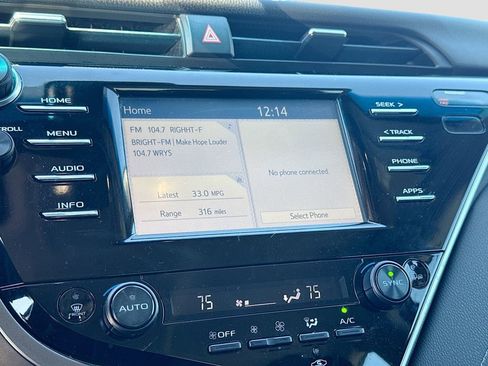 HOME
SEEK >
SCROLL
Home 12:14
MENU
FM 104.7 RIGHHT-F
BRIGHT-FM | Make Hope Louder
104.7 WRYS
< TRACK
AUDIO
No phone connected.
PHONE
Latest 33.0 MPG
APPS
INFO
Range 316 miles
Select Phone
FRONT
AUTO
75
75
SYNC
OFF
A/C